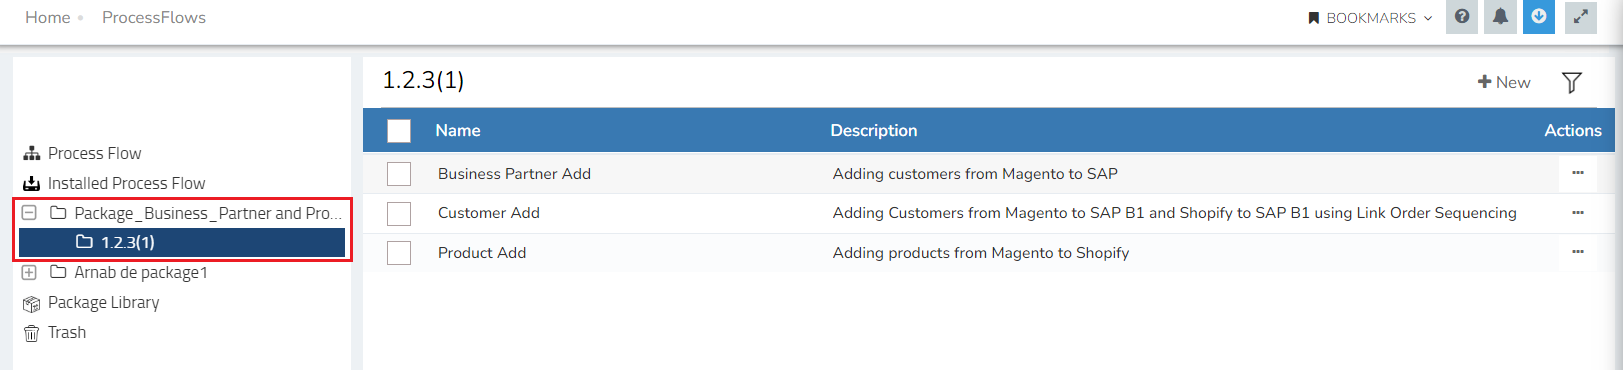 Home • ProcessFlows
BOOKMARKS
Process Flow
Installed Process Flow
Package_Business_Partner and Pro...
1.2.3(1)
Arnab de package1
Package Library
Trash
1.2.3(1)
+ New
Name Description Actions
Business Partner Add Adding customers from Magento to SAP ...
Customer Add Adding Customers from Magento to SAP B1 and Shopify to SAP B1 using Link Order Sequencing ...
Product Add Adding products from Magento to Shopify ...